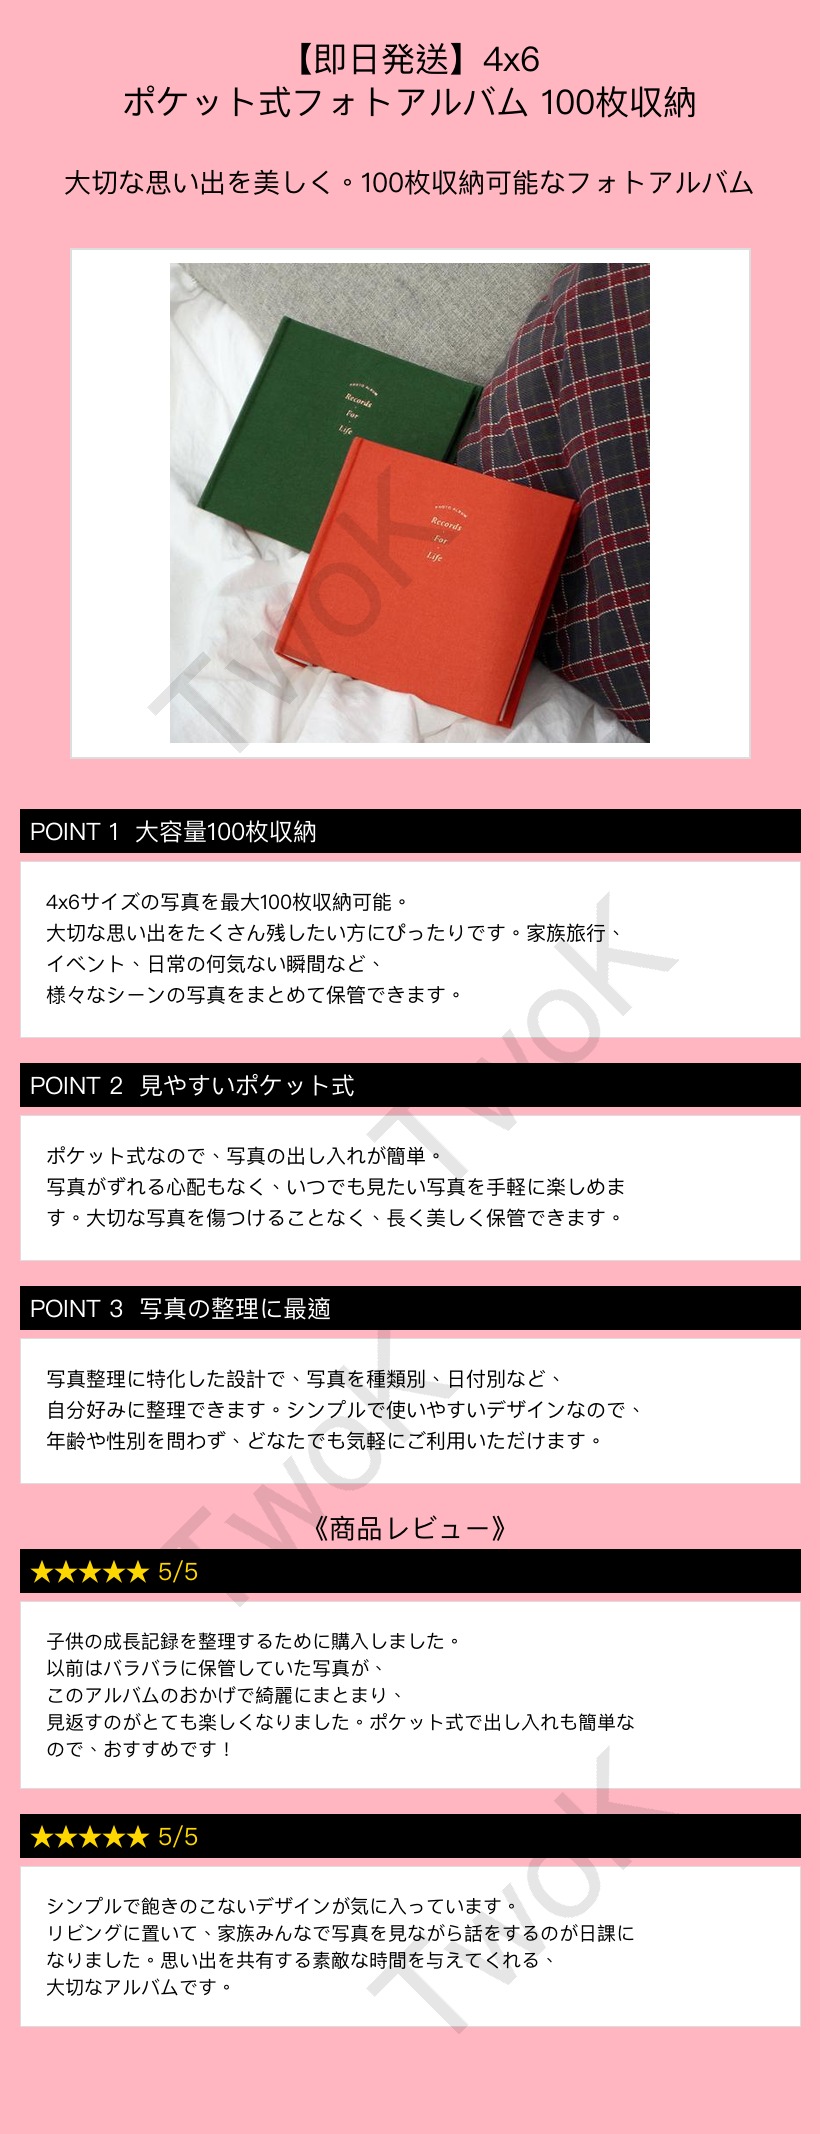 【即日発送】4x6
ポケット式フォトアルバム 100枚収納
大切な思い出を美しく。100枚収納可能なフォトアルバム
PHOTO ALBUM
Records
For
Life
PHOTO ALBUM
Records
For
Life
TwoK
POINT 1 大容量100枚収納
4x6サイズの写真を最大100枚収納可能。
大切な思い出をたくさん残したい方にぴったりです。家族旅行、
イベント、日常の何気ない瞬間など、
様々なシーンの写真をまとめて保管できます。
TwoK
POINT 2 見やすいポケット式
ポケット式なので、写真の出し入れが簡単。
写真がずれる心配もなく、いつでも見たい写真を手軽に楽しめま
す。大切な写真を傷つけることなく、長く美しく保管できます。
POINT 3 写真の整理に最適
写真整理に特化した設計で、写真を種類別、日付別など、
自分好みに整理できます。シンプルで使いやすいデザインなので、
年齢や性別を問わず、どなたでも気軽にご利用いただけます。
TwoK
《商品レビュー》
★★★★★ 5/5
子供の成長記録を整理するために購入しました。
以前はバラバラに保管していた写真が、
このアルバムのおかげで綺麗にまとまり、
見返すのがとても楽しくなりました。ポケット式で出し入れも簡単な
ので、おすすめです！
★★★★★ 5/5
シンプルで飽きのこないデザインが気に入っています。
リビングに置いて、家族みんなで写真を見ながら話をするのが日課に
なりました。思い出を共有する素敵な時間を与えてくれる、
大切なアルバムです。
TwoK